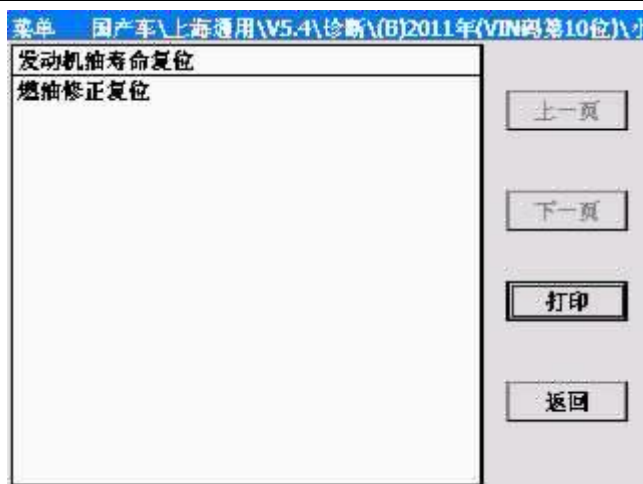 菜单 国产车\上海通用\V5.4\诊断\(B)2011年(VIN码第10位)\
发动机油寿命复位
燃油修正复位
上一页
下一页
打印
返回